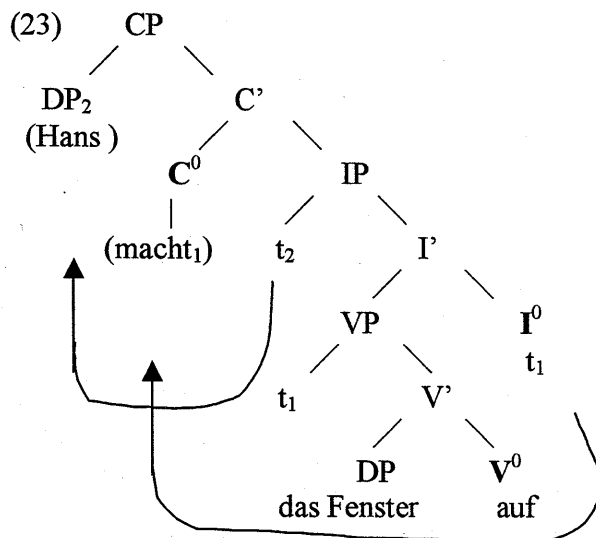 (23) CP
DP₂ C’
(Hans )
C⁰ IP
(macht₁) t₂ I’
VP I⁰
t₁
t₁ V’
DP V⁰
das Fenster auf